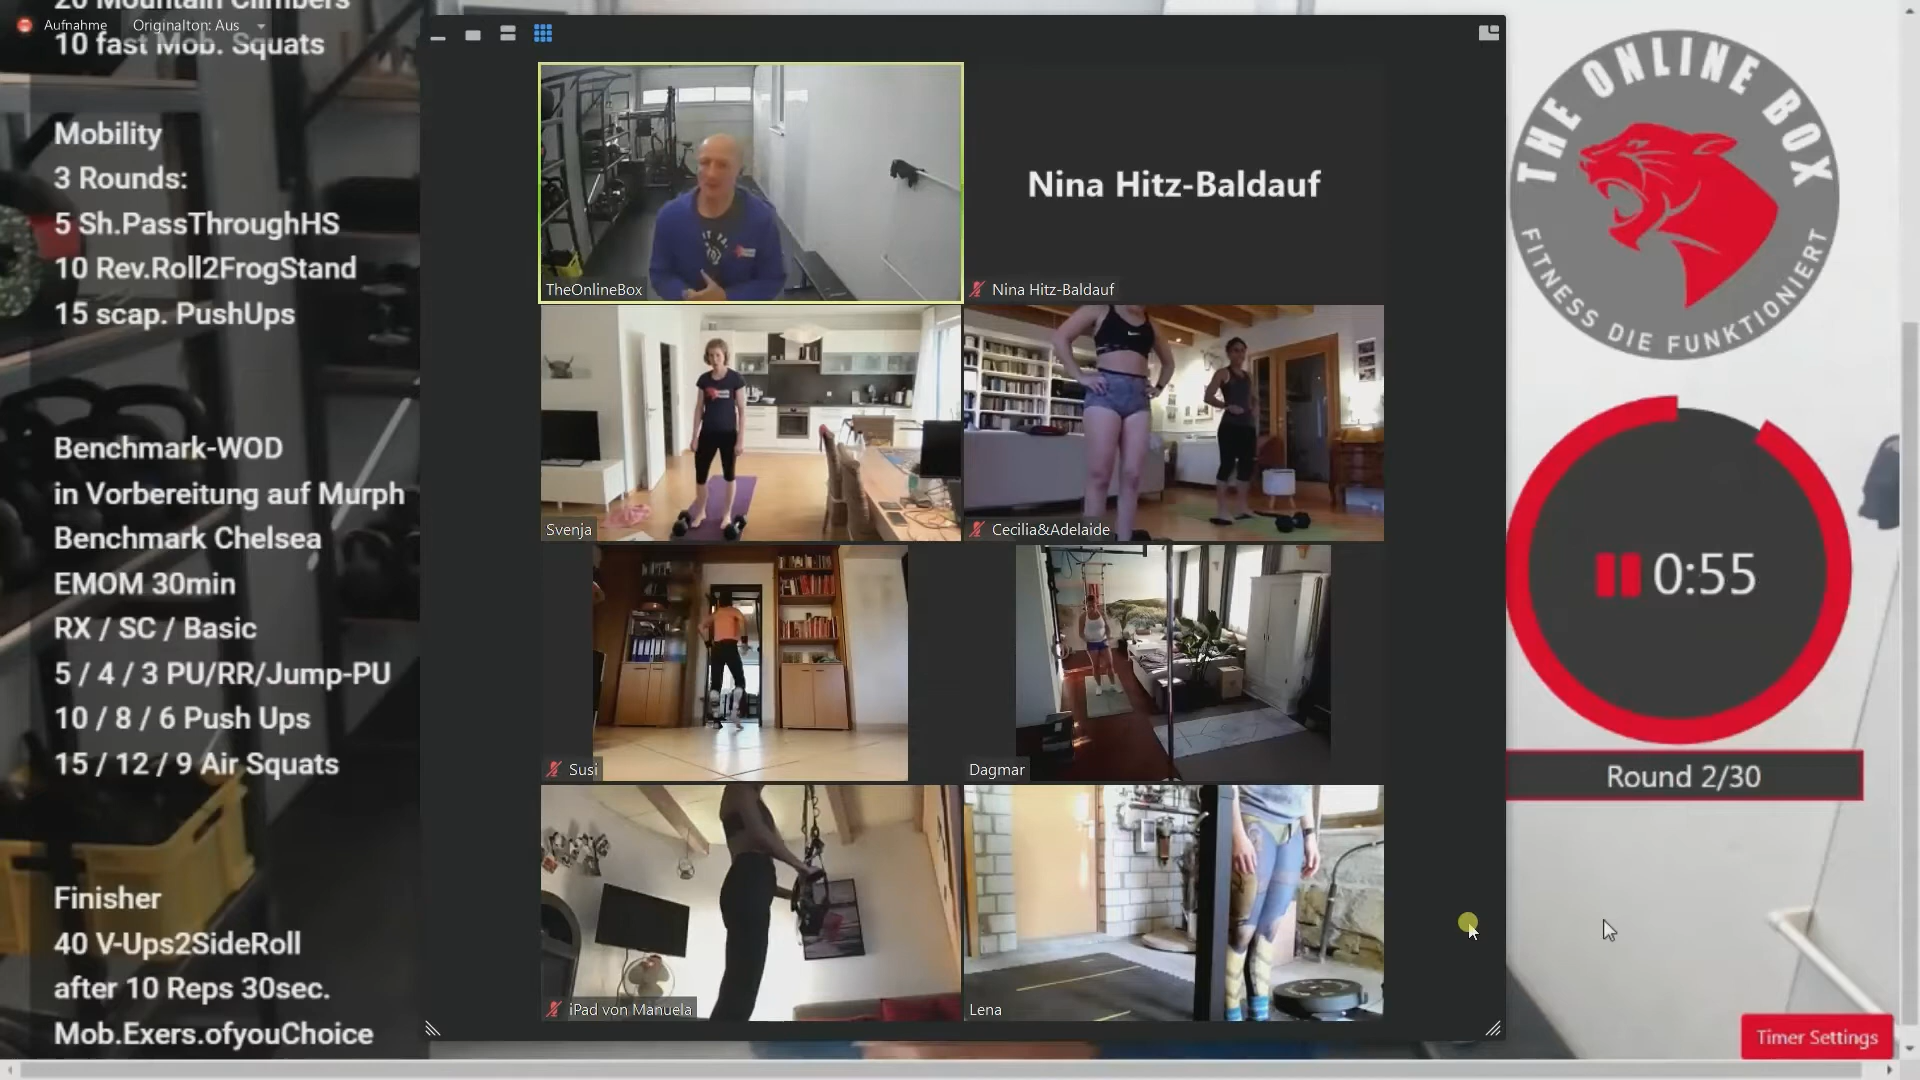 20 Mountain Climbers
Aufnahme
Originalton: Aus
10 fast Mob. Squats
Mobility
3 Rounds:
5 Sh.PassThroughHS
10 Rev.Roll2FrogStand
15 scap. PushUps
Benchmark-WOD
in Vorbereitung auf Murph
Benchmark Chelsea
EMOM 30min
RX / SC / Basic
5 / 4 / 3 PU/RR/Jump-PU
10 / 8 / 6 Push Ups
15 / 12 / 9 Air Squats
Finisher
40 V-Ups2SideRoll
after 10 Reps 30sec.
Mob.Exers.ofyouChoice
TheOnlineBox
Nina Hitz-Baldauf
Nina Hitz-Baldauf
Svenja
Cecilia&Adelaide
Susi
Dagmar
iPad von Manuela
Lena
THE ONLINE BOX
FITNESS DIE FUNKTIONIERT
0:55
Round 2/30
Timer Settings